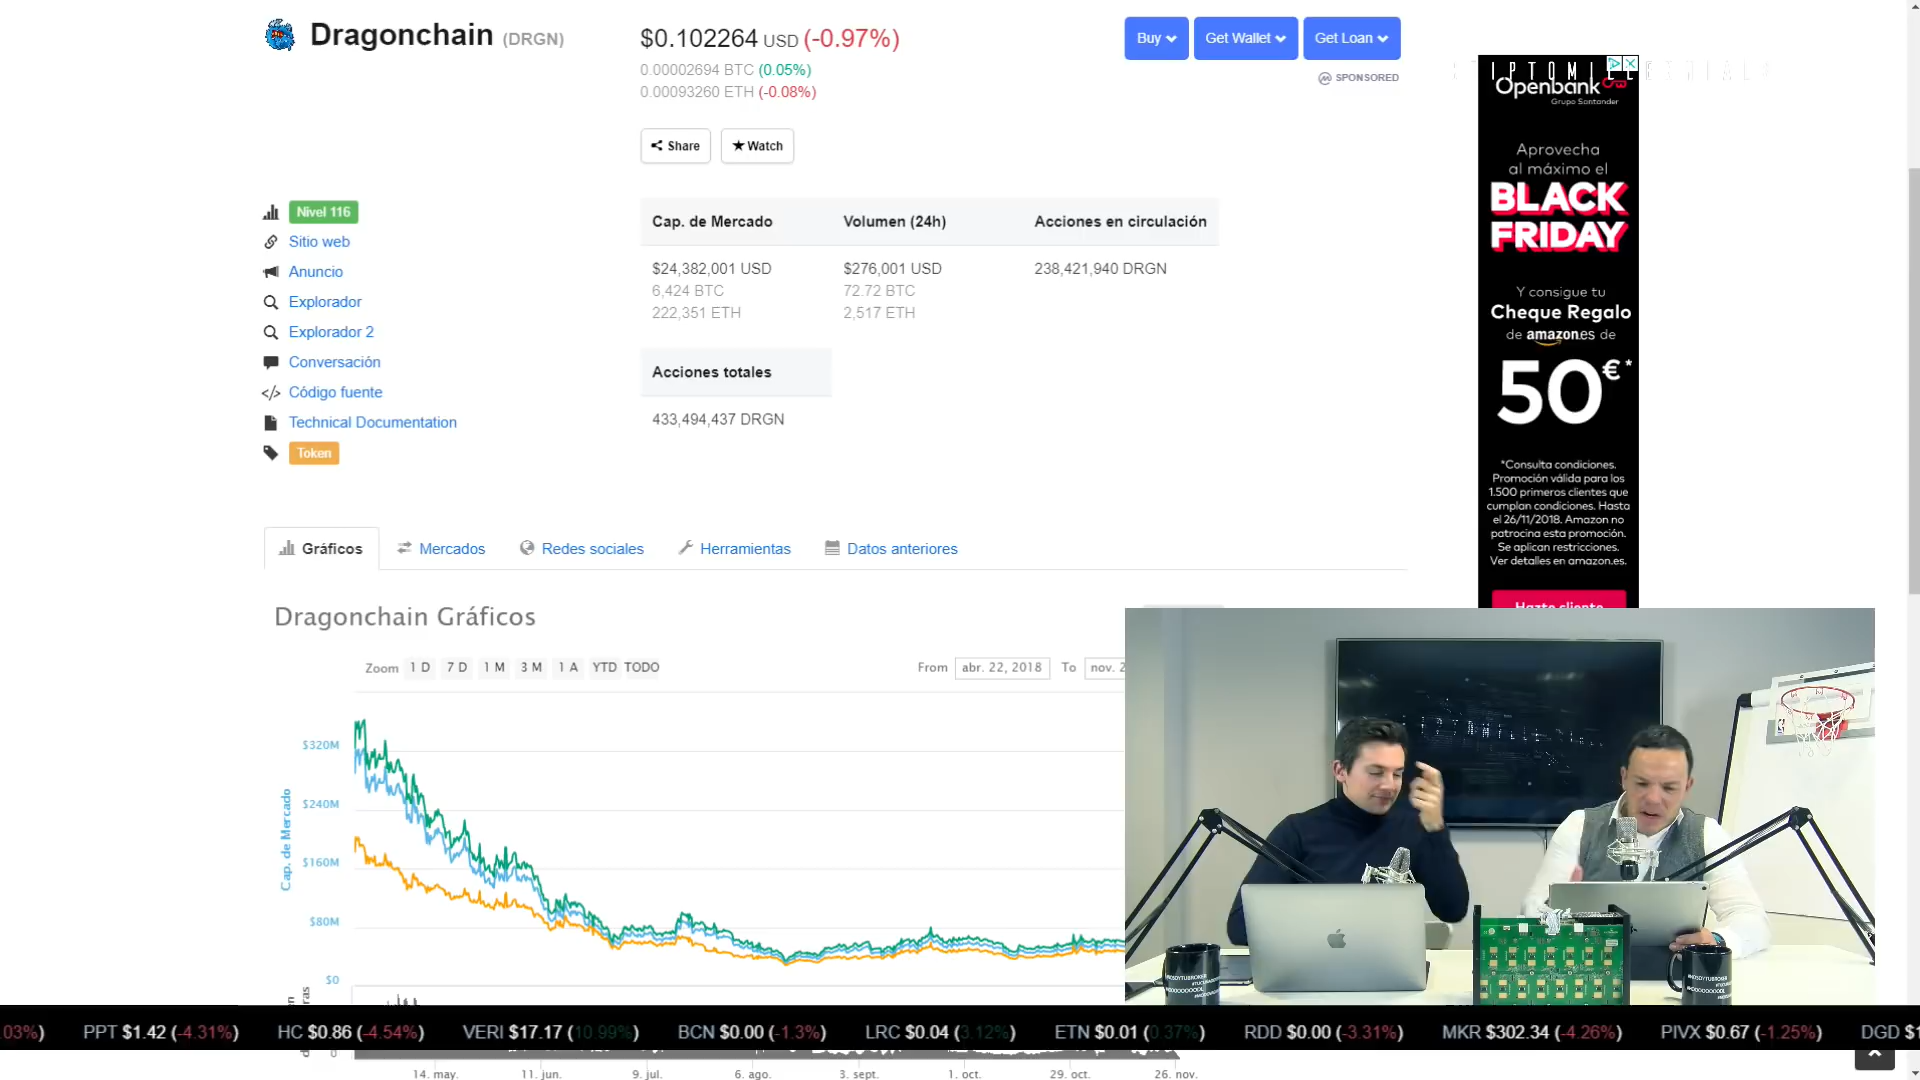 Dragonchain (DRGN)
$0.102264 USD (-0.97%)
0.00002694 BTC (0.05%)
0.00093260 ETH (-0.08%)
Buy
Get Wallet
Get Loan
SPONSORED
Share
Watch
Nivel 116
Sitio web
Anuncio
Explorador
Explorador 2
Conversación
Código fuente
Technical Documentation
Token
Cap. de Mercado
Volumen (24h)
Acciones en circulación
$24,382,001 USD
6,424 BTC
222,351 ETH
$276,001 USD
72.72 BTC
2,517 ETH
238,421,940 DRGN
Acciones totales
433,494,437 DRGN
Openbank
Grupo Santander
Aprovecha
al máximo el
BLACK
FRIDAY
Y consigue tu
Cheque Regalo
de amazon.es de
50€*
*Consulta condiciones.
Promoción válida para los
1.500 primeros clientes que
cumplan condiciones. Hasta
el 26/11/2018. Amazon no
patrocina esta promoción.
Se aplican restricciones.
Ver detalles en amazon.es.
Hazte cliente
Gráficos
Mercados
Redes sociales
Herramientas
Datos anteriores
Dragonchain Gráficos
Zoom 1 D 7 D 1 M 3 M 1 A YTD TODO
From abr. 22, 2018 To nov. 2
Cap. de Mercado
$320M
$240M
$160M
$80M
$0
03%) PPT $1.42 (-4.31%) HC $0.86 (-4.54%) VERI $17.17 (10.99%) BCN $0.00 (-1.3%) LRC $0.04 (3.12%) ETN $0.01 (0.37%) RDD $0.00 (-3.31%) MKR $302.34 (-4.26%) PIVX $0.67 (-1.25%) DGD $1
0
14. may. 11. jun. 9. jul. 6. ago. 3. sept. 1. oct. 29. oct. 26. nov.